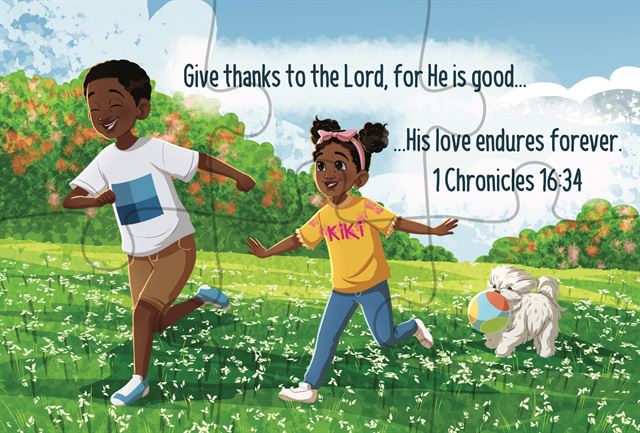 Give thanks to the Lord, for He is good...
...His love endures forever.
1 Chronicles 16:34
KiKi